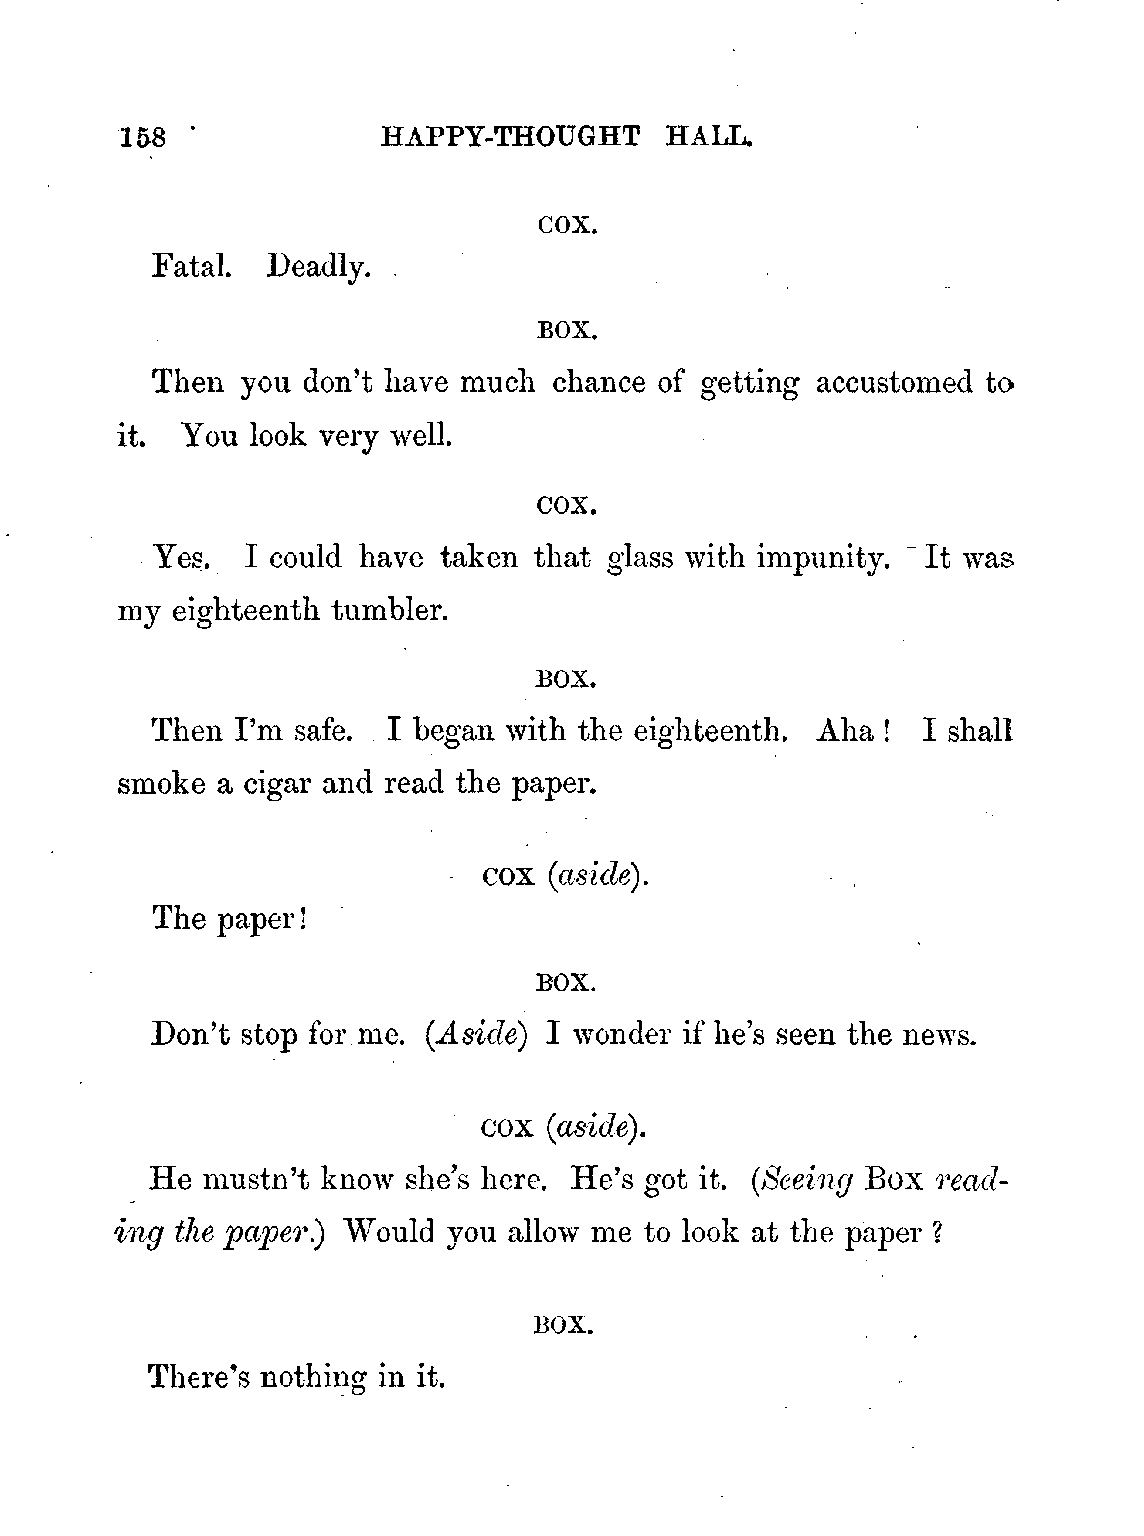 158 HAPPY-THOUGHT HALL.
COX.
Fatal. Deadly.
BOX.
Then you don't have much chance of getting accustomed to
it. You look very well.
COX.
Yes. I could have taken that glass with impunity. It was
my eighteenth tumbler.
BOX.
Then I'm safe. I began with the eighteenth. Aha! I shall
smoke a cigar and read the paper.
COX (aside).
The paper!
BOX.
Don't stop for me. (Aside) I wonder if he's seen the news.
COX (aside).
He mustn't know she's here. He's got it. (Seeing Box read-
ing the paper.) Would you allow me to look at the paper?
BOX.
There's nothing in it.